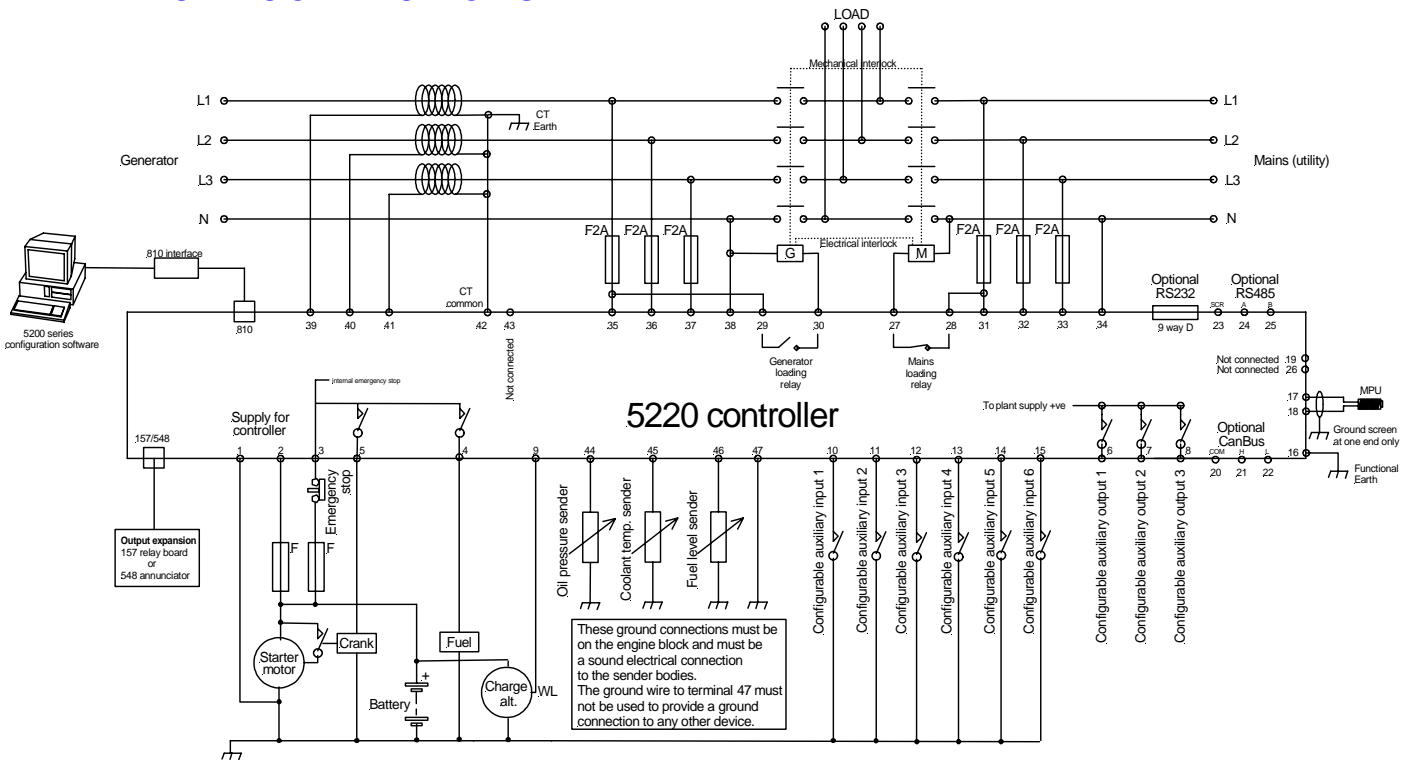 LOAD
Mechanical interlock
L1
CT
Earth
L1
L2
L2
Generator
Mains (utility)
L3
L3
N
N
F2A
F2A
F2A
Electrical interlock
F2A
F2A
F2A
G
M
810 interface
5200 series
configuration software
810
CT
common
Optional
RS232
9 way D
Optional
RS485
SCR
A
B
39
40
41
42
43
35
36
37
38
29
30
27
28
31
32
33
34
23
24
25
Not connected
Generator
loading
relay
Mains
loading
relay
Not connected
19
Not connected
26
17
18
MPU
Ground screen
at one end only
16
Functional
Earth
internal emergency stop
Supply for
controller
5220 controller
To plant supply +ve
Optional
CanBus
COM
H
L
157/548
1
2
3
5
4
9
44
45
46
47
10
11
12
13
14
15
6
7
8
20
21
22
Emergency
stop
F
F
Output expansion
157 relay board
or
548 annunciator
Oil pressure sender
Coolant temp. sender
Fuel level sender
Configurable auxiliary input 1
Configurable auxiliary input 2
Configurable auxiliary input 3
Configurable auxiliary input 4
Configurable auxiliary input 5
Configurable auxiliary input 6
Configurable auxiliary output 1
Configurable auxiliary output 2
Configurable auxiliary output 3
Starter
motor
Crank
Fuel
Battery
+
Charge
alt.
WL
These ground connections must be
on the engine block and must be
a sound electrical connection
to the sender bodies.
The ground wire to terminal 47 must
not be used to provide a ground
connection to any other device.